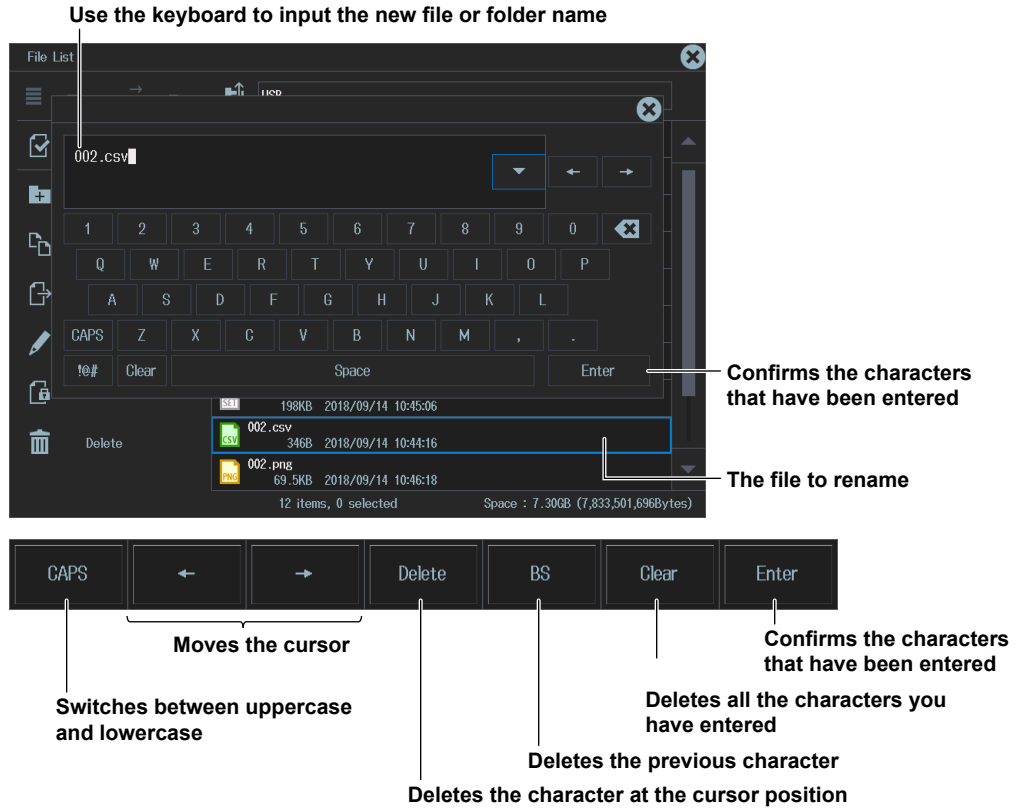 Use the keyboard to input the new file or folder name
File List
USB
002.csv
1 2 3 4 5 6 7 8 9 0
Q W E R T Y U I O P
A S D F G H J K L
CAPS Z X C V B N M , .
!@# Clear Space Enter
Confirms the characters
that have been entered
SET
198KB 2018/09/14 10:45:06
Delete
CSV
002.csv
346B 2018/09/14 10:44:16
The file to rename
PNG
002.png
69.5KB 2018/09/14 10:46:18
12 items, 0 selected Space : 7.30GB (7,833,501,696Bytes)
CAPS ← → Delete BS Clear Enter
Moves the cursor
Confirms the characters
that have been entered
Switches between uppercase
and lowercase
Deletes all the characters you
have entered
Deletes the previous character
Deletes the character at the cursor position